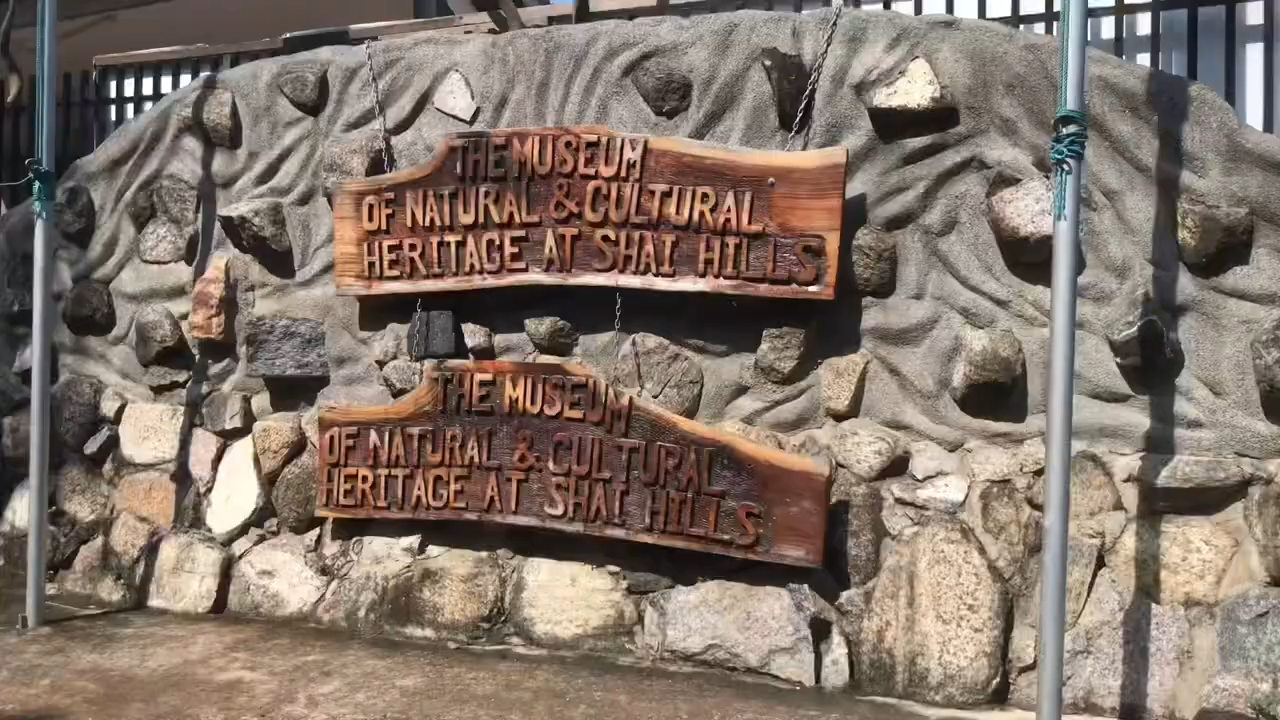 THE MUSEUM
OF NATURAL & CULTURAL
HERITAGE AT SHAI HILLS
THE MUSEUM
OF NATURAL & CULTURAL
HERITAGE AT SHAI HILLS